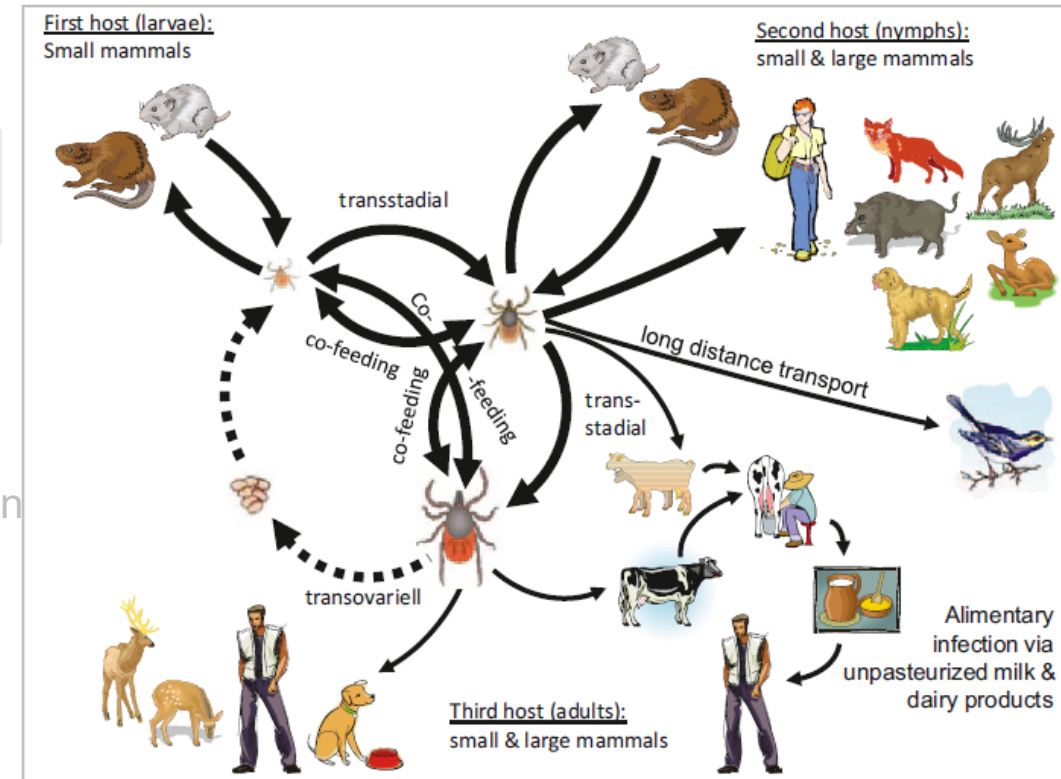 First host (larvae):
Small mammals
Second host (nymphs):
small & large mammals
transstadial
Co-
co-feeding
-feeding
co-feeding
long distance transport
trans-
stadial
n
transovariell
Alimentary
infection via
unpasteurized milk &
dairy products
Third host (adults):
small & large mammals